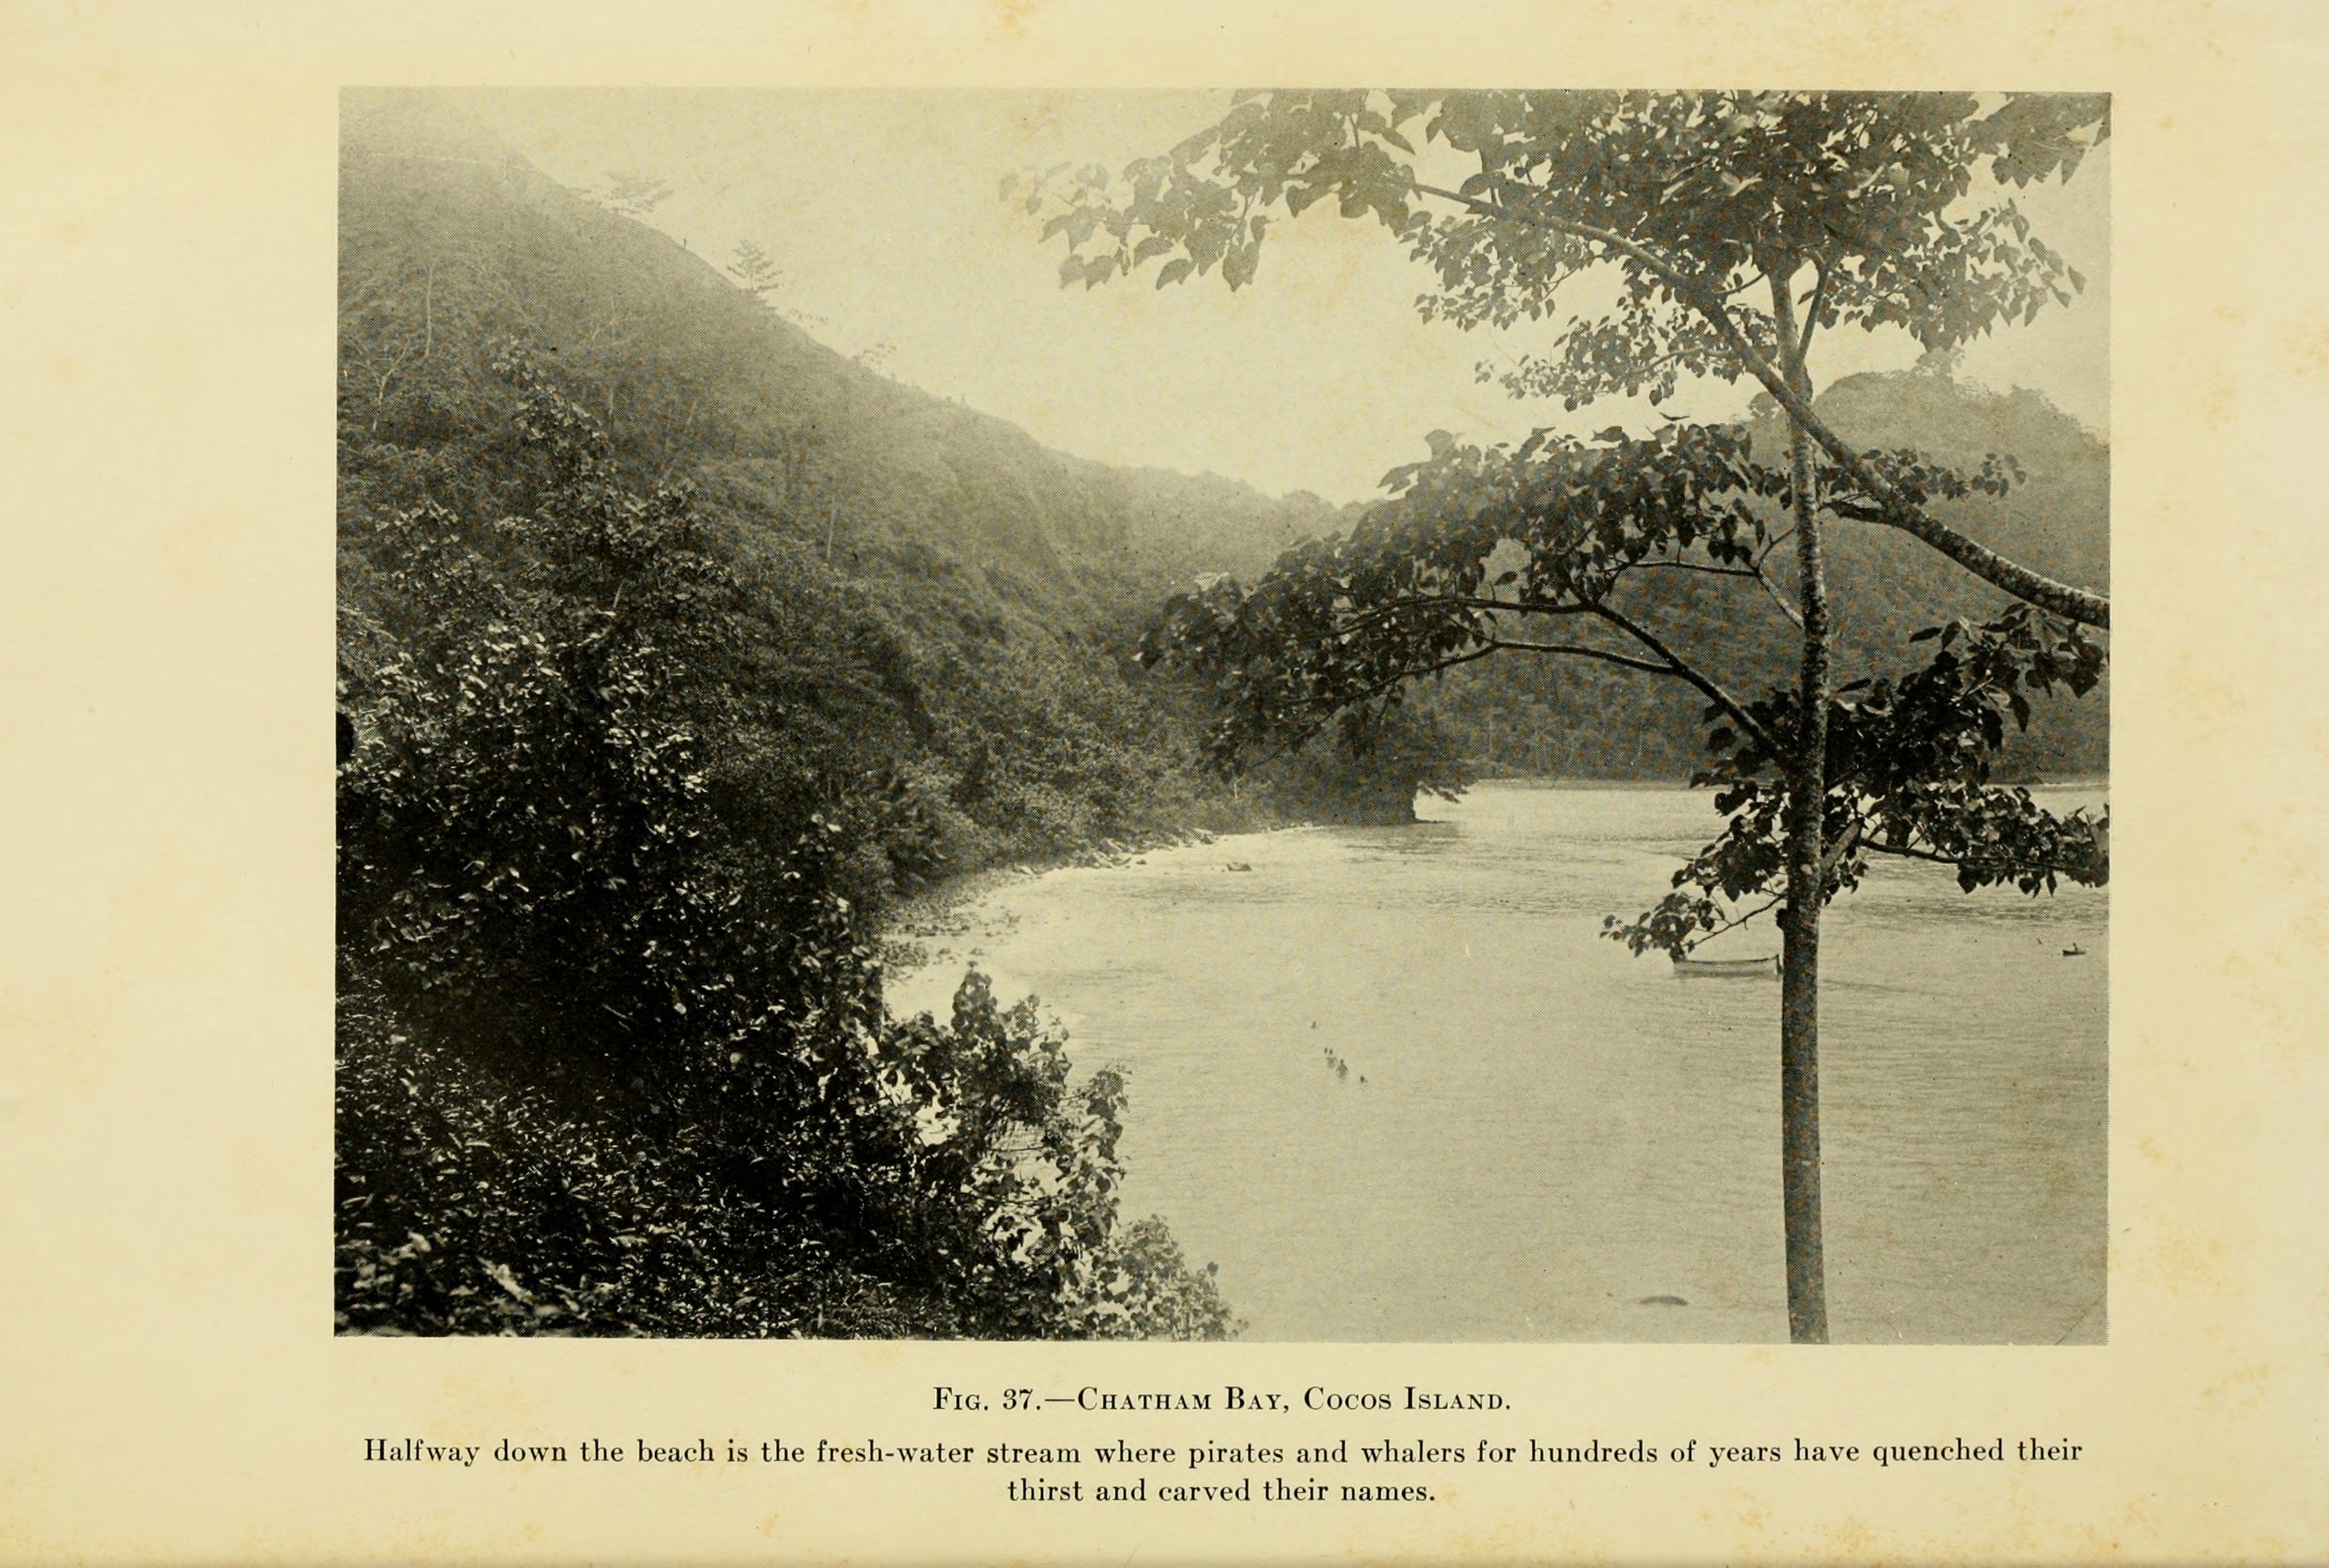 Fig. 37.—Chatham Bay, Cocos Island.
Halfway down the beach is the fresh-water stream where pirates and whalers for hundreds of years have quenched their
thirst and carved their names.